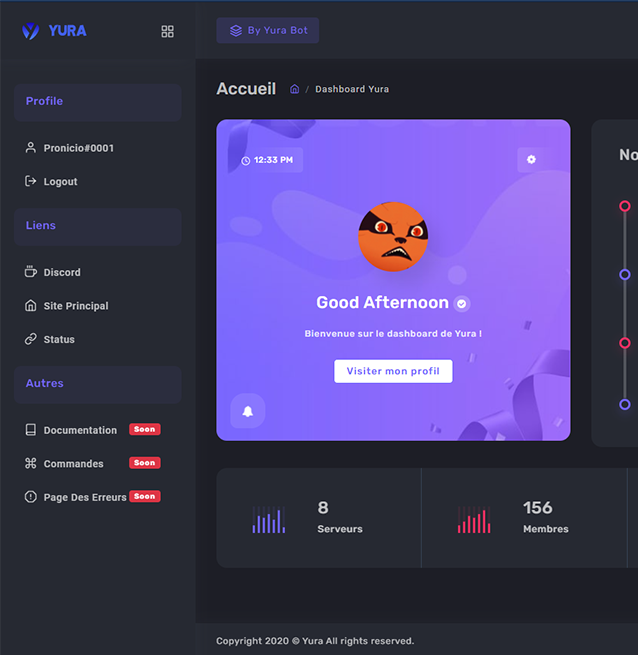 YURA
By Yura Bot
Profile
Pronicio#0001
Logout
Liens
Discord
Site Principal
Status
Autres
Documentation Soon
Commandes Soon
Page Des Erreurs Soon
Accueil / Dashboard Yura
12:33 PM
Good Afternoon
Bienvenue sur le dashboard de Yura !
Visiter mon profil
No
8
Serveurs
156
Membres
Copyright 2020 © Yura All rights reserved.